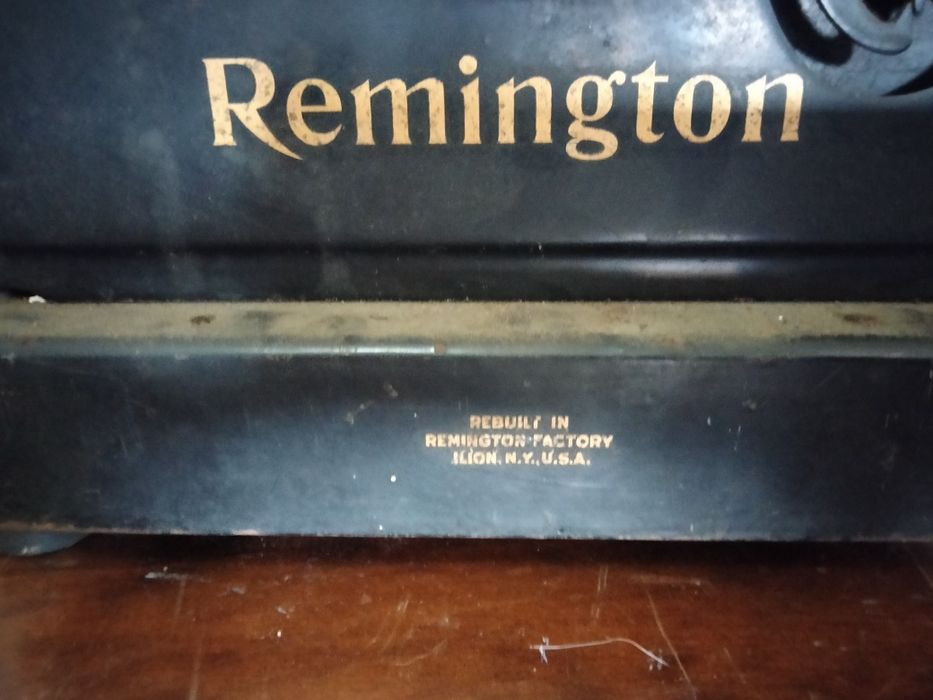 Remington
REBUILT IN
REMINGTON FACTORY
ILION, N.Y., U.S.A.